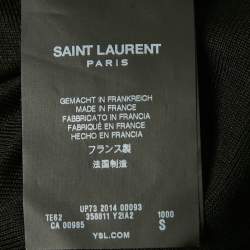 SAINT LAURENT
PARIS
GEMACHT IN FRANKREICH
MADE IN FRANCE
FABBRICATO IN FRANCIA
FABRIQUÉ EN FRANCE
HECHO EN FRANCIA
フランス製
法国制造
UP73 2014 00093
TE62 358811 Y2IA2 1000
CA 00985 S
YSL.COM